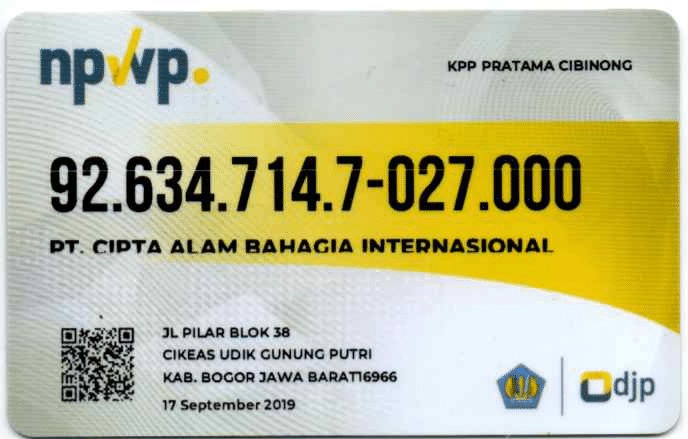 npwp.
KPP PRATAMA CIBINONG
92.634.714.7-027.000
PT. CIPTA ALAM BAHAGIA INTERNASIONAL
JL PILAR BLOK 38
CIKEAS UDIK GUNUNG PUTRI
KAB. BOGOR JAWA BARAT16966
17 September 2019
djp